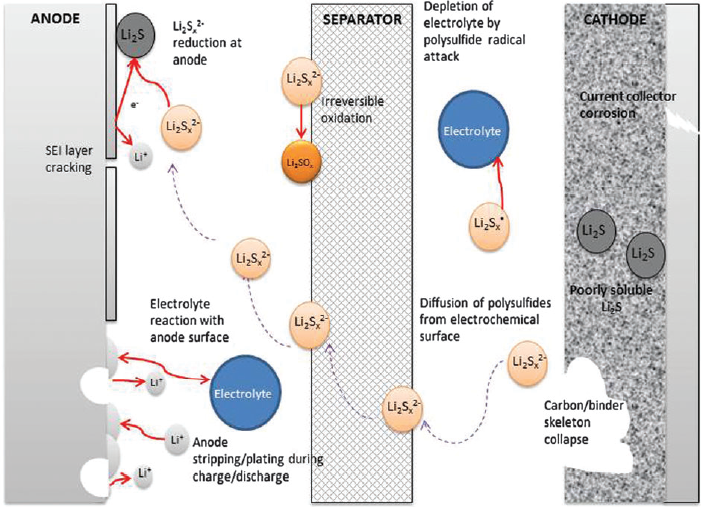 ANODE
SEPARATOR
CATHODE
Li₂S
Li₂Sₓ²⁻
reduction at
anode
e⁻
Li₂Sₓ²⁻
SEI layer
cracking
Li⁺
Li₂Sₓ²⁻
Irreversible
oxidation
Li₂SOₓ
Depletion of
electrolyte by
polysulfide radical
attack
Electrolyte
Li₂Sₓ•
Current collector
corrosion
Li₂S
Li₂S
Poorly soluble
Li₂S
Li₂Sₓ²⁻
Electrolyte
reaction with
anode surface
Li₂Sₓ²⁻
Diffusion of polysulfides
from electrochemical
surface
Li₂Sₓ²⁻
Li⁺
Electrolyte
Li₂Sₓ²⁻
Carbon/binder
skeleton
collapse
Li⁺
Anode
stripping/plating during
charge/discharge
Li⁺